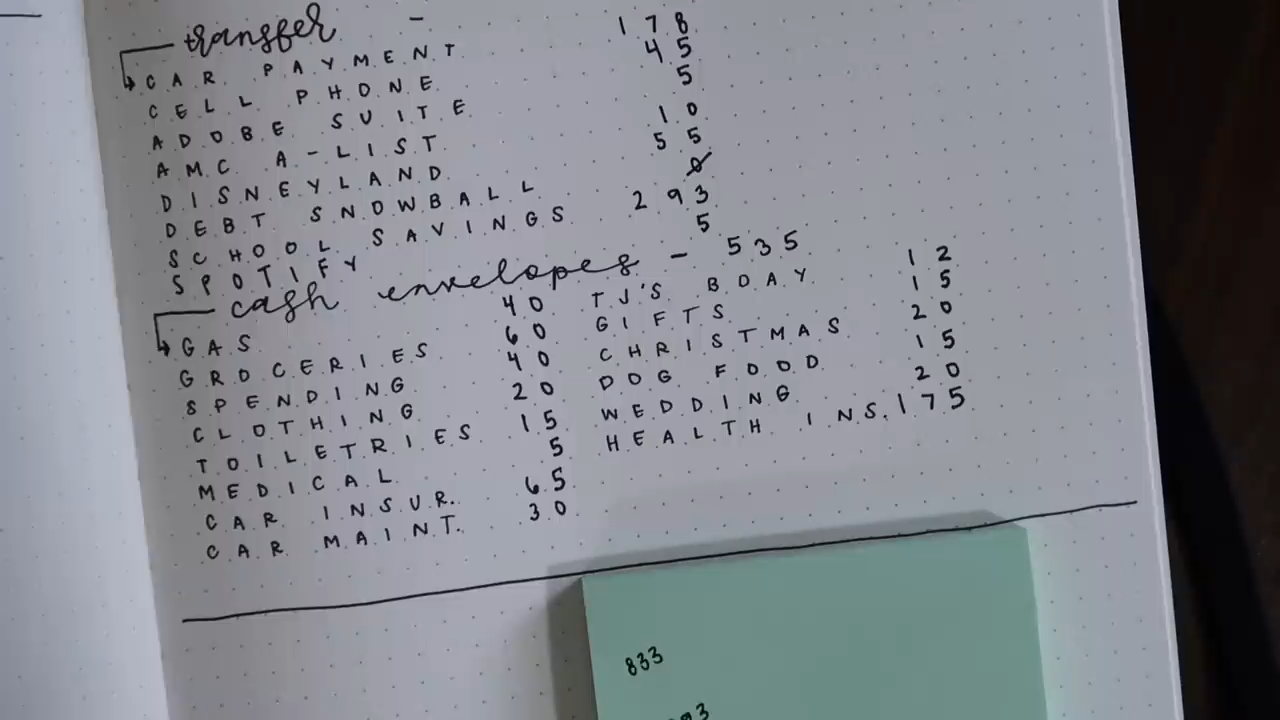 transfer -
CAR PAYMENT 178
CELL PHONE 45
ADOBE SUITE 5
AMC A-LIST 10
DISNEYLAND 55
DEBT SNOWBALL 0
SCHOOL SAVINGS 293
SPOTIFY 5
cash envelopes - 535
GAS 40 TJ'S BDAY 12
GROCERIES 60 GIFTS 15
SPENDING 40 CHRISTMAS 20
CLOTHING 20 DOG FOOD 15
TOILETRIES 15 WEDDING 20
MEDICAL 5 HEALTH INS. 175
CAR INSUR. 65
CAR MAINT. 30
833